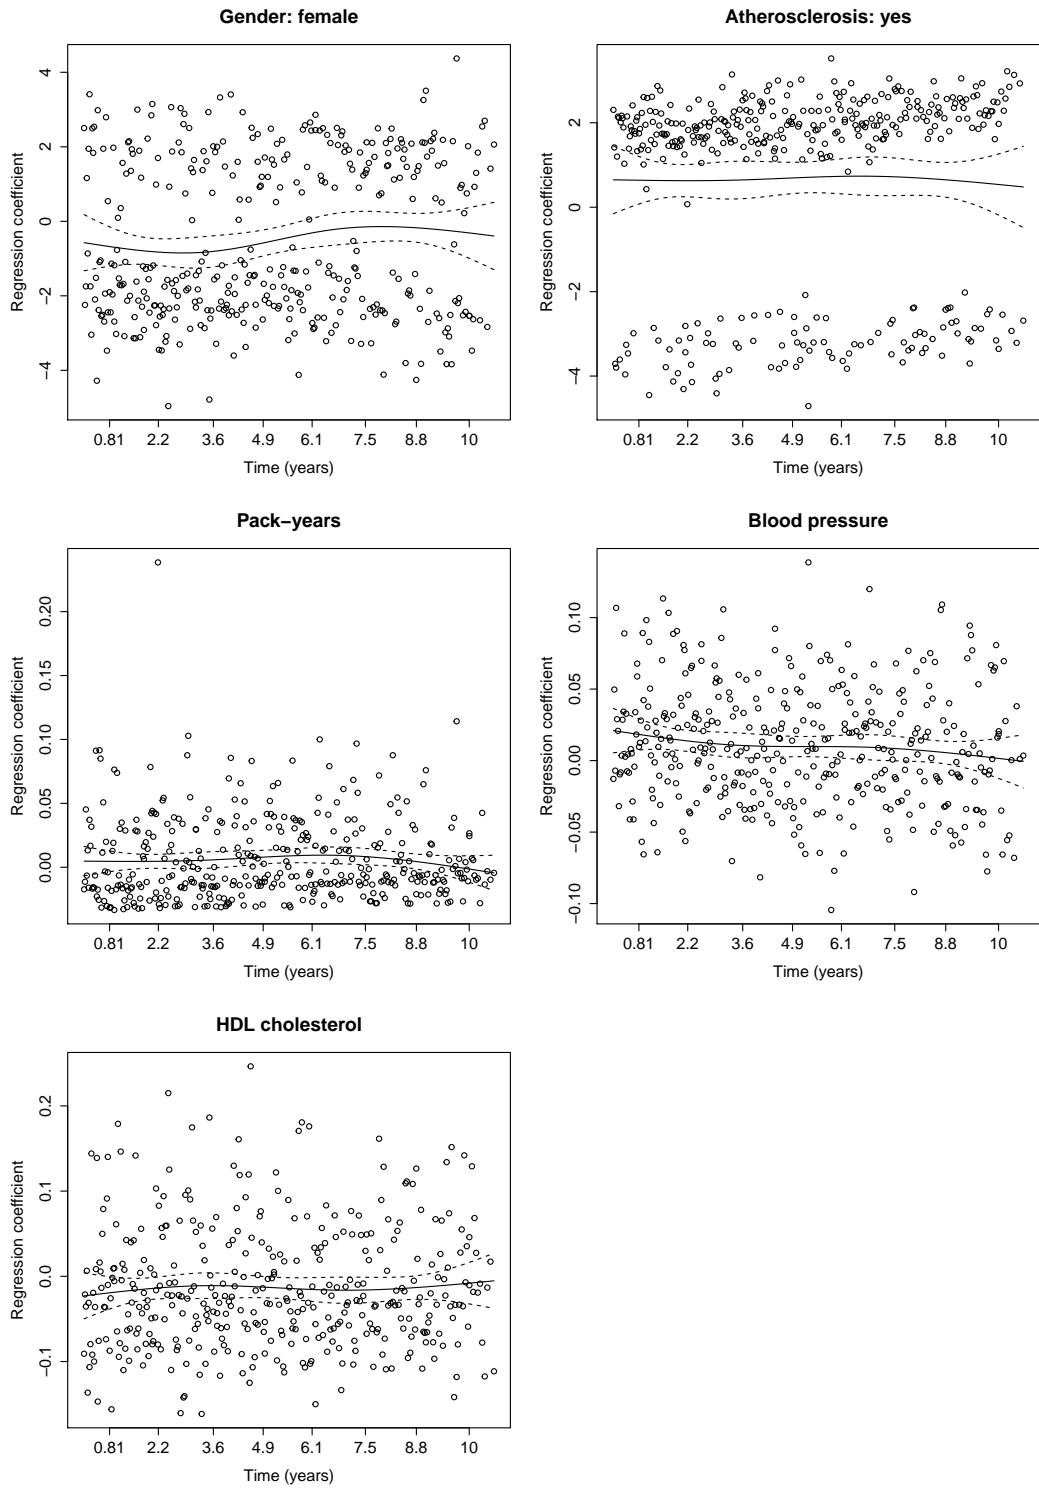 Gender: female
Regression coefficient
4
2
0
−2
−4
0.81 2.2 3.6 4.9 6.1 7.5 8.8 10
Time (years)
Atherosclerosis: yes
Regression coefficient
2
0
−2
−4
0.81 2.2 3.6 4.9 6.1 7.5 8.8 10
Time (years)
Pack−years
Regression coefficient
0.20
0.15
0.10
0.05
0.00
0.81 2.2 3.6 4.9 6.1 7.5 8.8 10
Time (years)
Blood pressure
Regression coefficient
0.10
0.05
0.00
−0.05
−0.10
0.81 2.2 3.6 4.9 6.1 7.5 8.8 10
Time (years)
HDL cholesterol
Regression coefficient
0.2
0.1
0.0
−0.1
0.81 2.2 3.6 4.9 6.1 7.5 8.8 10
Time (years)